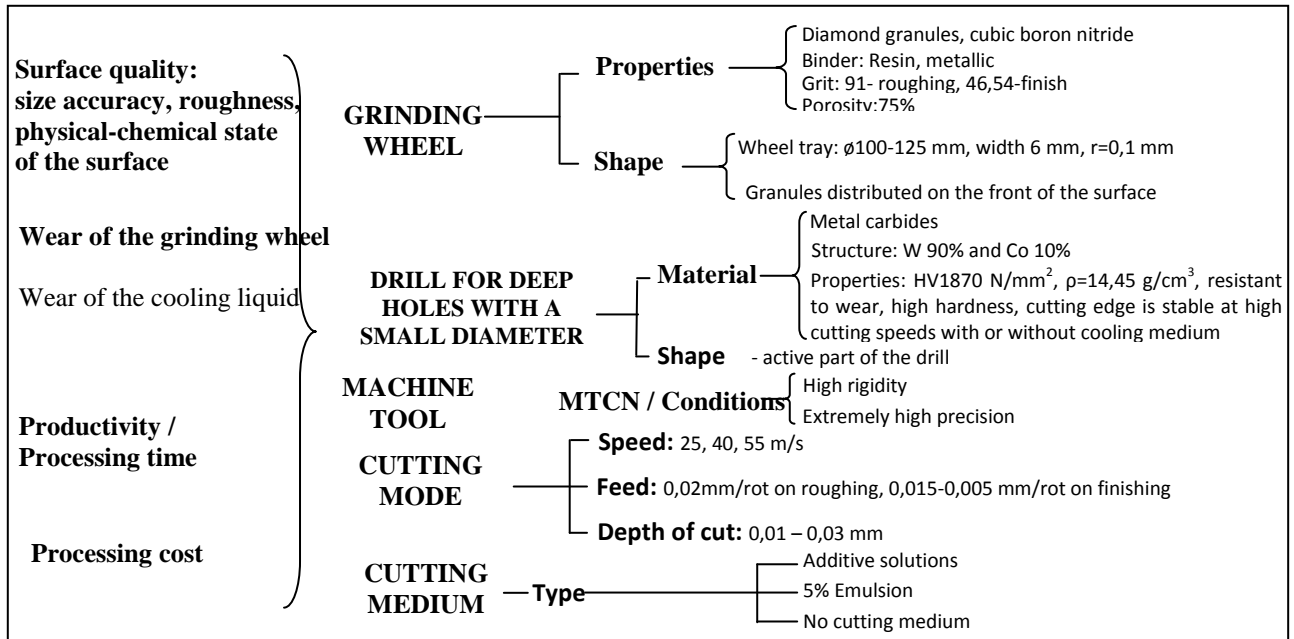 Surface quality:
size accuracy, roughness,
physical-chemical state
of the surface
Wear of the grinding wheel
Wear of the cooling liquid
Productivity /
Processing time
Processing cost
GRINDING
WHEEL
Properties
Diamond granules, cubic boron nitride
Binder: Resin, metallic
Grit: 91- roughing, 46,54-finish
Porosity:75%
Shape
Wheel tray: ø100-125 mm, width 6 mm, r=0,1 mm
Granules distributed on the front of the surface
DRILL FOR DEEP
HOLES WITH A
SMALL DIAMETER
Material
Metal carbides
Structure: W 90% and Co 10%
Properties: HV1870 N/mm², ρ=14,45 g/cm³, resistant
to wear, high hardness, cutting edge is stable at high
cutting speeds with or without cooling medium
Shape - active part of the drill
MACHINE
TOOL
MTCN / Conditions
High rigidity
Extremely high precision
CUTTING
MODE
Speed: 25, 40, 55 m/s
Feed: 0,02mm/rot on roughing, 0,015-0,005 mm/rot on finishing
Depth of cut: 0,01 – 0,03 mm
CUTTING
MEDIUM
Type
Additive solutions
5% Emulsion
No cutting medium